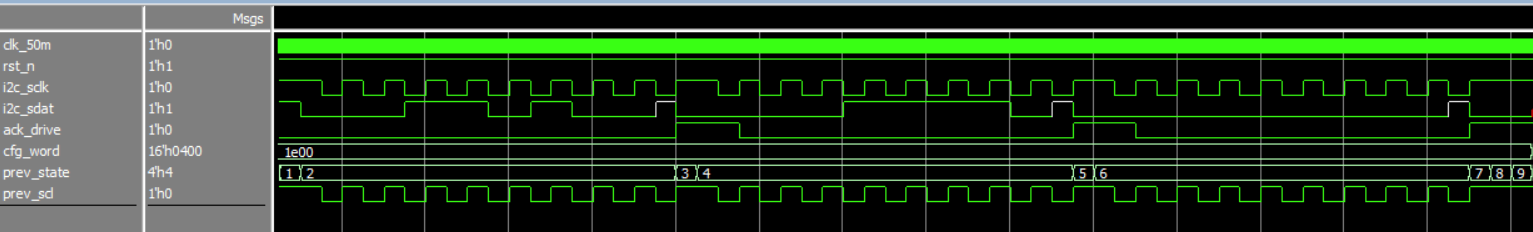 Msgs
clk_50m 1'h0
rst_n 1'h1
i2c_sclk 1'h0
i2c_sdat 1'h1
ack_drive 1'h0
cfg_word 16'h0400 1e00
prev_state 4'h4 1 2 3 4 5 6 7 8 9
prev_scl 1'h0